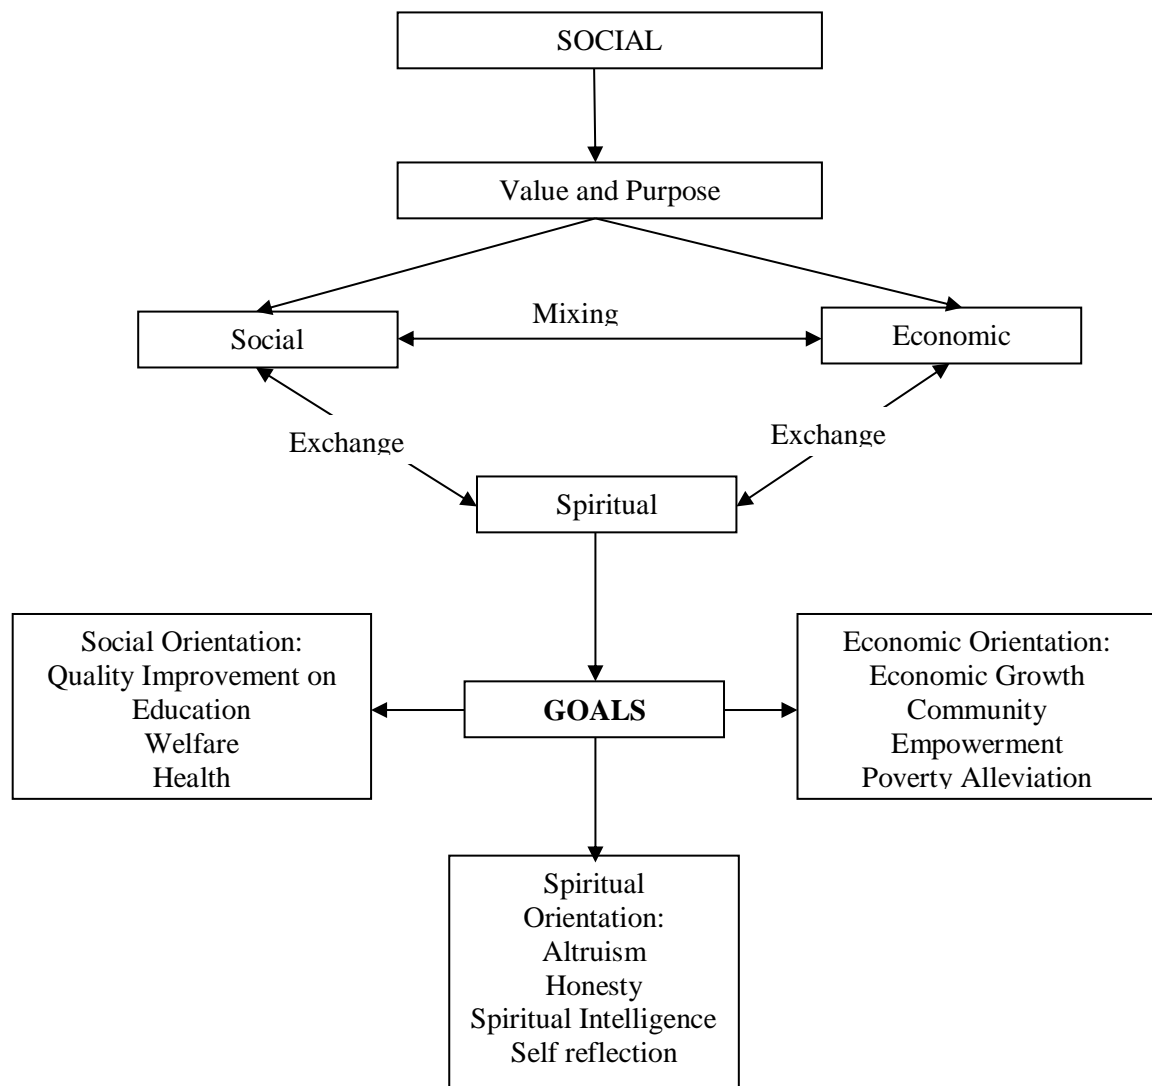 SOCIAL
Value and Purpose
Mixing
Social
Economic
Exchange
Exchange
Spiritual
Social Orientation:
Quality Improvement on
Education
Welfare
Health
GOALS
Economic Orientation:
Economic Growth
Community
Empowerment
Poverty Alleviation
Spiritual
Orientation:
Altruism
Honesty
Spiritual Intelligence
Self reflection